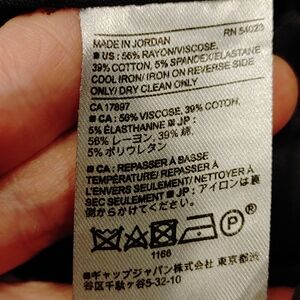 MADE IN JORDAN RN 54023
■ US : 56% RAYON/VISCOSE,
39% COTTON, 5% SPANDEX/ELASTANE
COOL IRON/ IRON ON REVERSE SIDE
ONLY/ DRY CLEAN ONLY
CA 17897
■ CA : 56% VISCOSE, 39% COTON,
5% ÉLASTHANNE ■ JP :
56% レーヨン, 39% 綿,
5% ポリウレタン
■ CA : REPASSER À BASSE
TEMPÉRATURE/ REPASSER À
L'ENVERS SEULEMENT/ NETTOYER À
SEC SEULEMENT ■ JP : アイロンは裏
側からかけてください。
P
1166
■ギャップジャパン株式会社 東京都渋
谷区千駄ヶ谷5-32-10